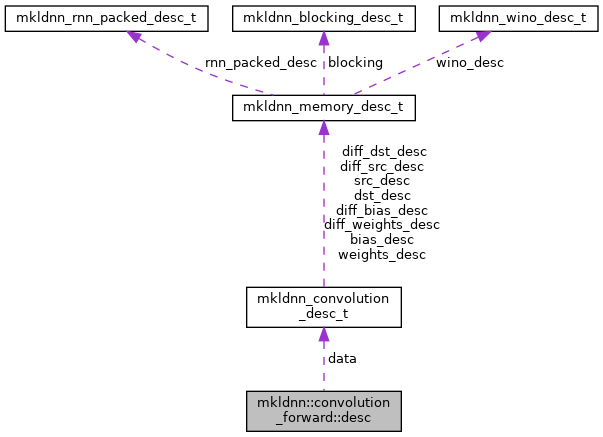 mkldnn_rnn_packed_desc_t
mkldnn_blocking_desc_t
mkldnn_wino_desc_t
rnn_packed_desc
blocking
wino_desc
mkldnn_memory_desc_t
diff_dst_desc
diff_src_desc
src_desc
dst_desc
diff_bias_desc
diff_weights_desc
bias_desc
weights_desc
mkldnn_convolution
_desc_t
data
mkldnn::convolution
_forward::desc